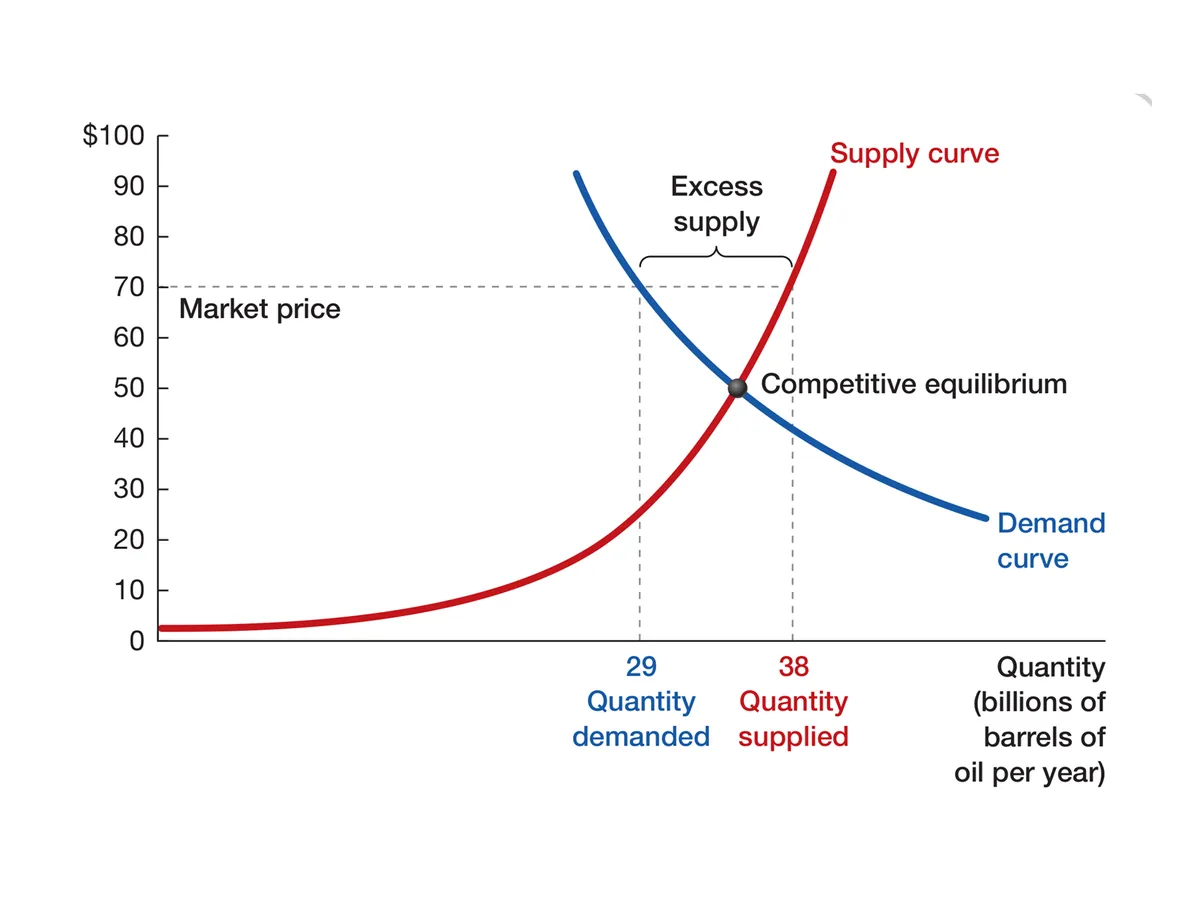 $100
90
80
70
60
50
40
30
20
10
0
Supply curve
Excess
supply
Market price
Competitive equilibrium
Demand
curve
29
Quantity
demanded
38
Quantity
supplied
Quantity
(billions of
barrels of
oil per year)